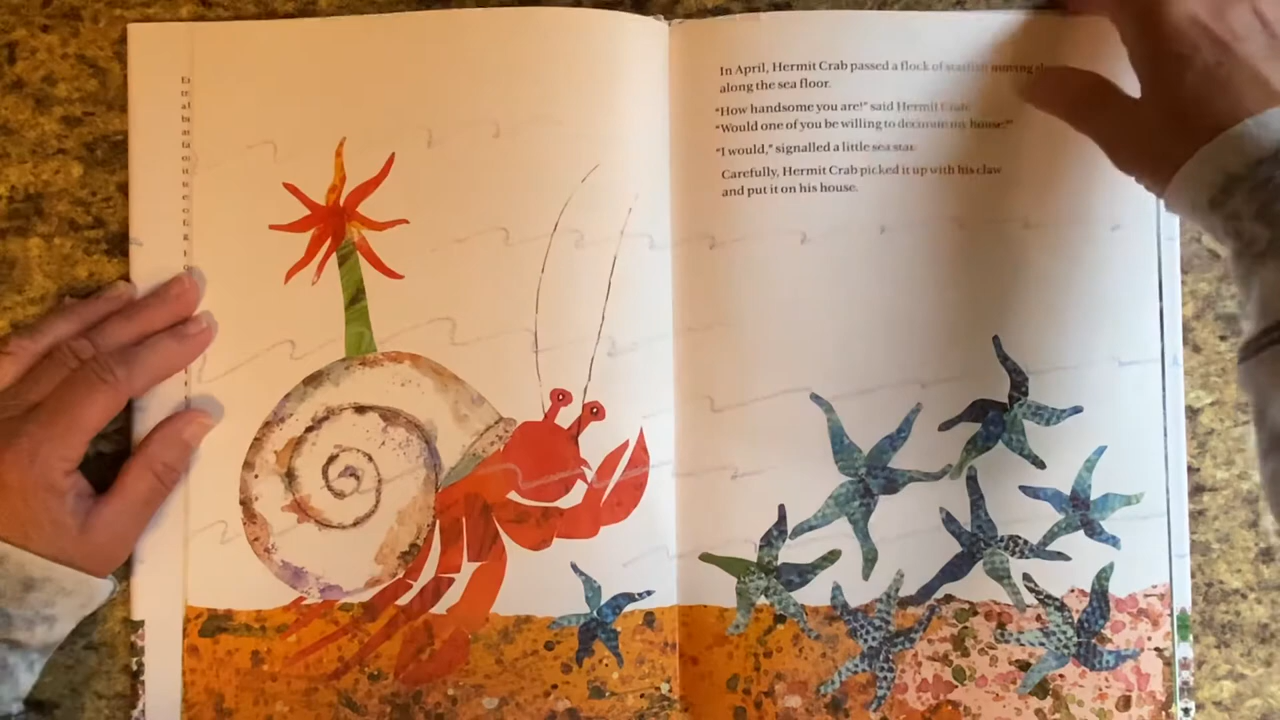 In April, Hermit Crab passed a flock of starfish moving
along the sea floor.
“How handsome you are!” said Hermit Crab.
“Would one of you be willing to decorate my house?”
“I would,” signalled a little sea star.
Carefully, Hermit Crab picked it up with his claw
and put it on his house.